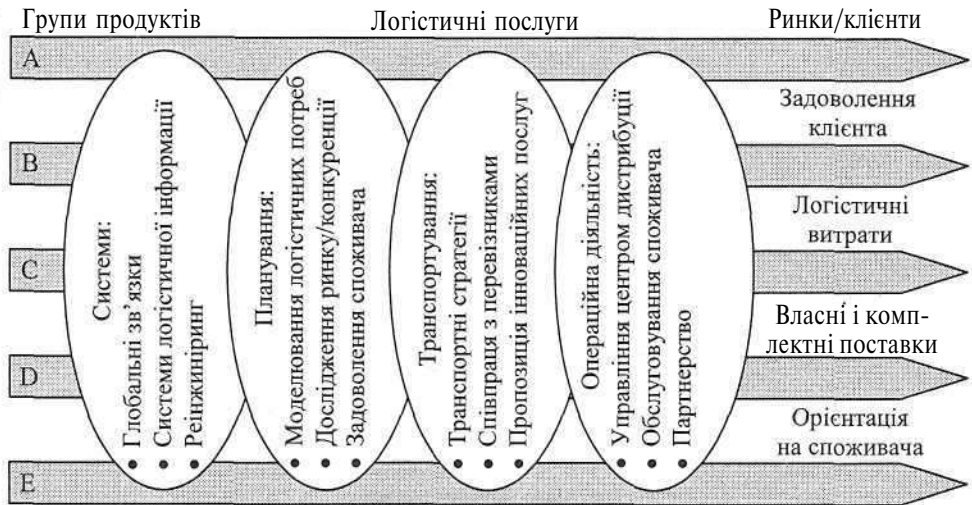 Групи продуктів
Логістичні послуги
Ринки/клієнти
A
B
C
D
E
Системи:
• Глобальні зв’язки
• Системи логістичної інформації
• Реінжиніринг
Планування:
• Моделювання логістичних потреб
• Дослідження ринку/конкуренції
• Задоволення споживача
Транспортування:
• Транспортні стратегії
• Співпраця з перевізниками
• Пропозиція інноваційних послуг
Операційна діяльність:
• Управління центром дистрибуції
• Обслуговування споживача
• Партнерство
Задоволення
клієнта
Логістичні
витрати
Власні і комп-
лектні поставки
Орієнтація
на споживача